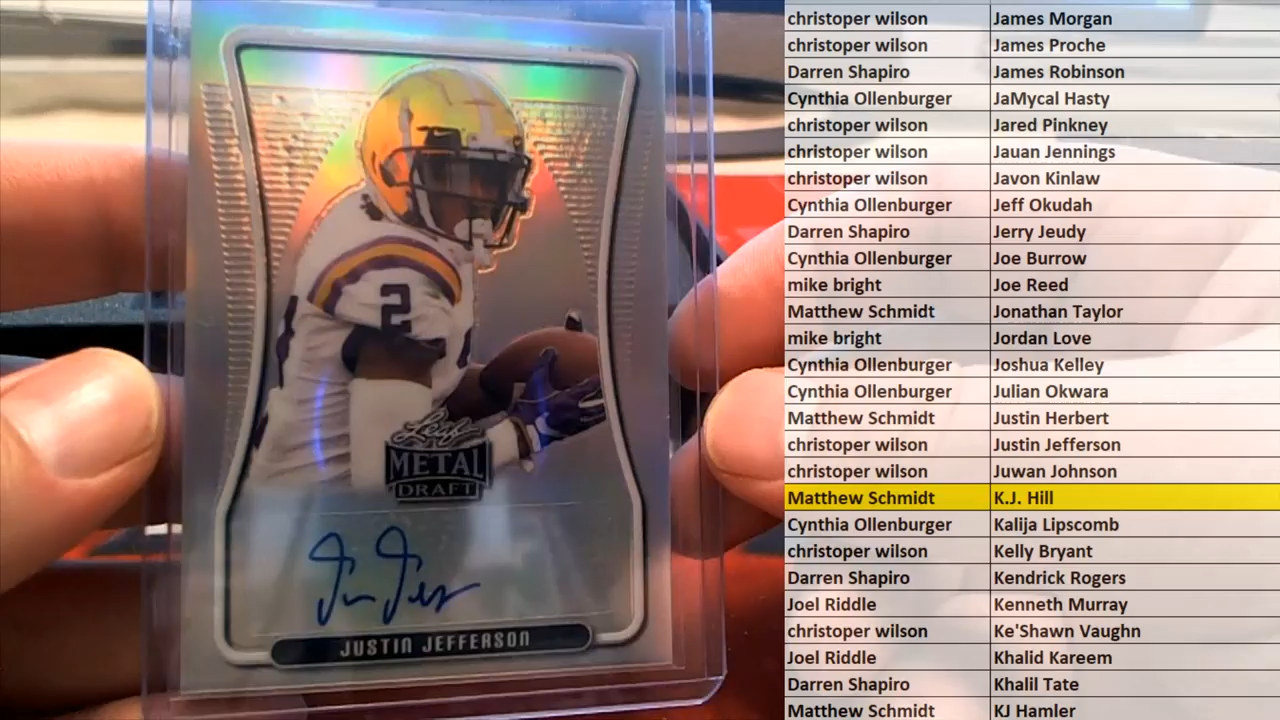 2
Leaf
METAL
DRAFT
JUSTIN JEFFERSON
christoper wilson James Morgan
christoper wilson James Proche
Darren Shapiro James Robinson
Cynthia Ollenburger JaMycal Hasty
christoper wilson Jared Pinkney
christoper wilson Jauan Jennings
christoper wilson Javon Kinlaw
Cynthia Ollenburger Jeff Okudah
Darren Shapiro Jerry Jeudy
Cynthia Ollenburger Joe Burrow
mike bright Joe Reed
Matthew Schmidt Jonathan Taylor
mike bright Jordan Love
Cynthia Ollenburger Joshua Kelley
Cynthia Ollenburger Julian Okwara
Matthew Schmidt Justin Herbert
christoper wilson Justin Jefferson
christoper wilson Juwan Johnson
Matthew Schmidt K.J. Hill
Cynthia Ollenburger Kalija Lipscomb
christoper wilson Kelly Bryant
Darren Shapiro Kendrick Rogers
Joel Riddle Kenneth Murray
christoper wilson Ke'Shawn Vaughn
Joel Riddle Khalid Kareem
Darren Shapiro Khalil Tate
Matthew Schmidt KJ Hamler